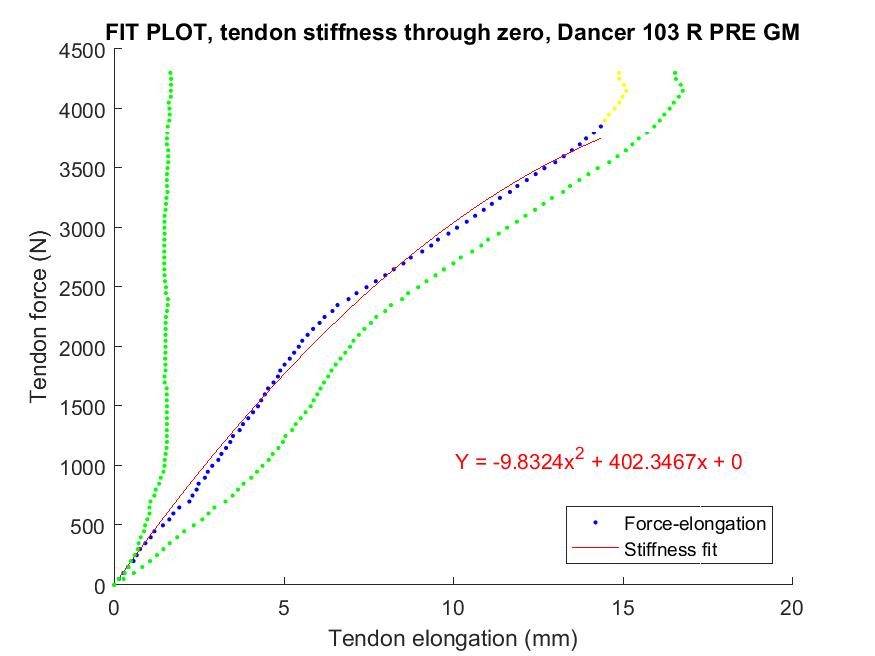 FIT PLOT, tendon stiffness through zero, Dancer 103 R PRE GM
4500
4000
3500
3000
2500
2000
1500
1000
500
0
Tendon force (N)
Y = -9.8324x² + 402.3467x + 0
Force-elongation
Stiffness fit
0 5 10 15 20
Tendon elongation (mm)